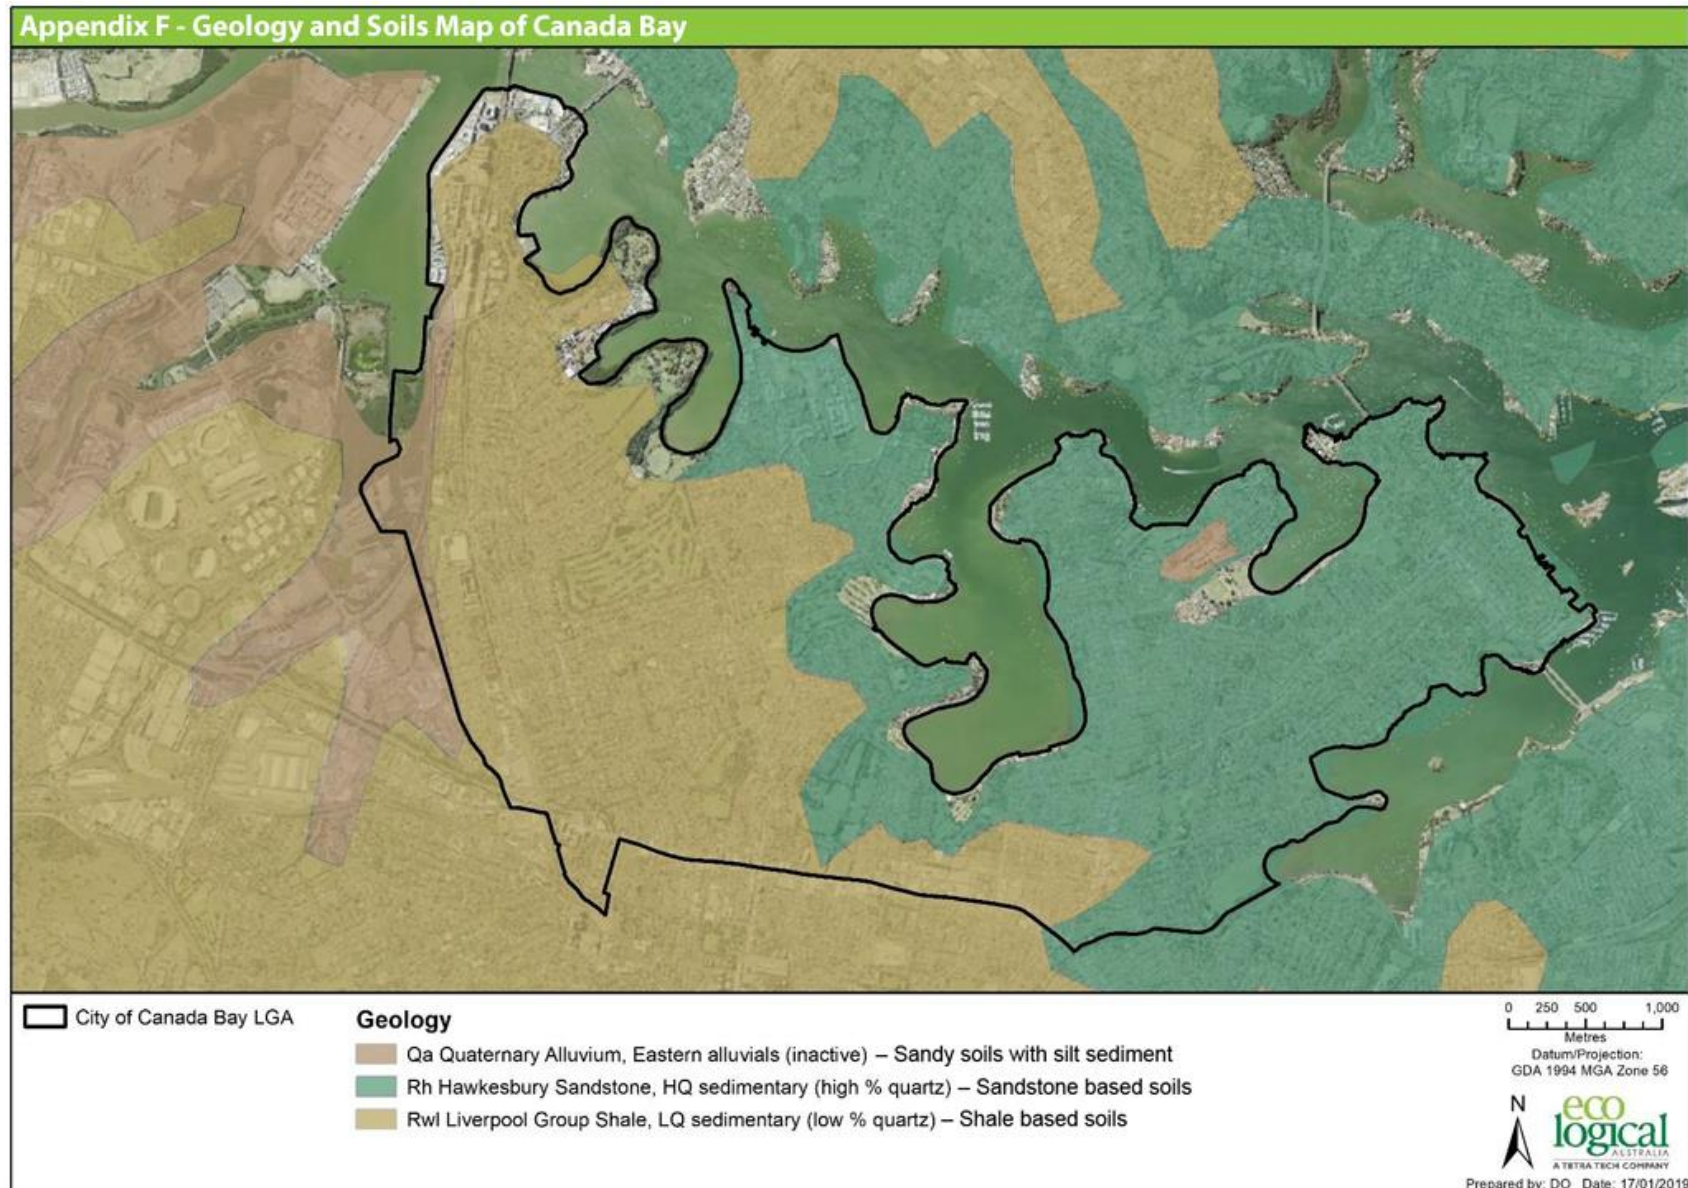 Appendix F - Geology and Soils Map of Canada Bay
City of Canada Bay LGA
Geology
Qa Quaternary Alluvium, Eastern alluvials (inactive) – Sandy soils with silt sediment
Rh Hawkesbury Sandstone, HQ sedimentary (high % quartz) – Sandstone based soils
Rwl Liverpool Group Shale, LQ sedimentary (low % quartz) – Shale based soils
0 250 500 1,000
Metres
Datum/Projection:
GDA 1994 MGA Zone 56
N
eco
logical
AUSTRALIA
A TETRA TECH COMPANY
Prepared by: DO Date: 17/01/2019